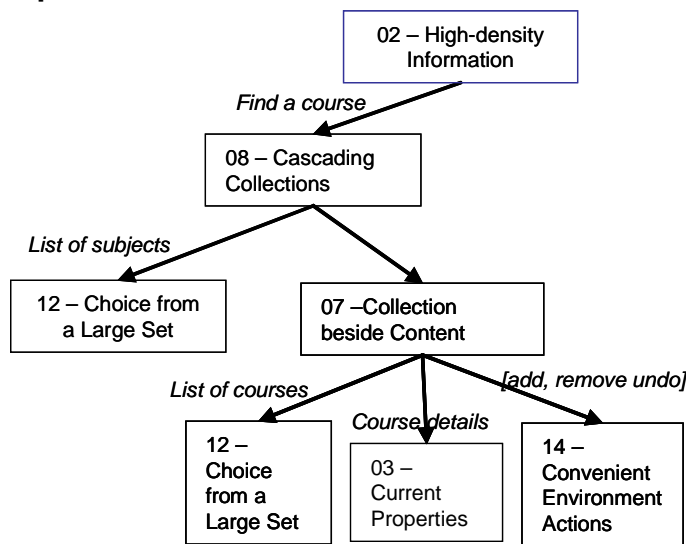 02 – High-density
Information
Find a course
08 – Cascading
Collections
List of subjects
12 – Choice from
a Large Set
07 –Collection
beside Content
List of courses
Course details
[add, remove undo]
12 –
Choice
from a
Large Set
03 –
Current
Properties
14 –
Convenient
Environment
Actions